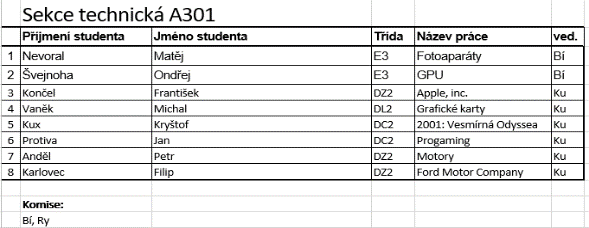 Sekce technická A301
Příjmení studenta Jméno studenta Třída Název práce ved.
1 Nevoral Matěj E3 Fotoaparáty Bí
2 Švejnoha Ondřej E3 GPU Bí
3 Končel František DZ2 Apple, inc. Ku
4 Vaněk Michal DL2 Grafické karty Ku
5 Kux Kryštof DC2 2001: Vesmírná Odyssea Ku
6 Protiva Jan DC2 Progaming Ku
7 Anděl Petr DZ2 Motory Ku
8 Karlovec Filip DZ2 Ford Motor Company Ku
Komise:
Bí, Ry